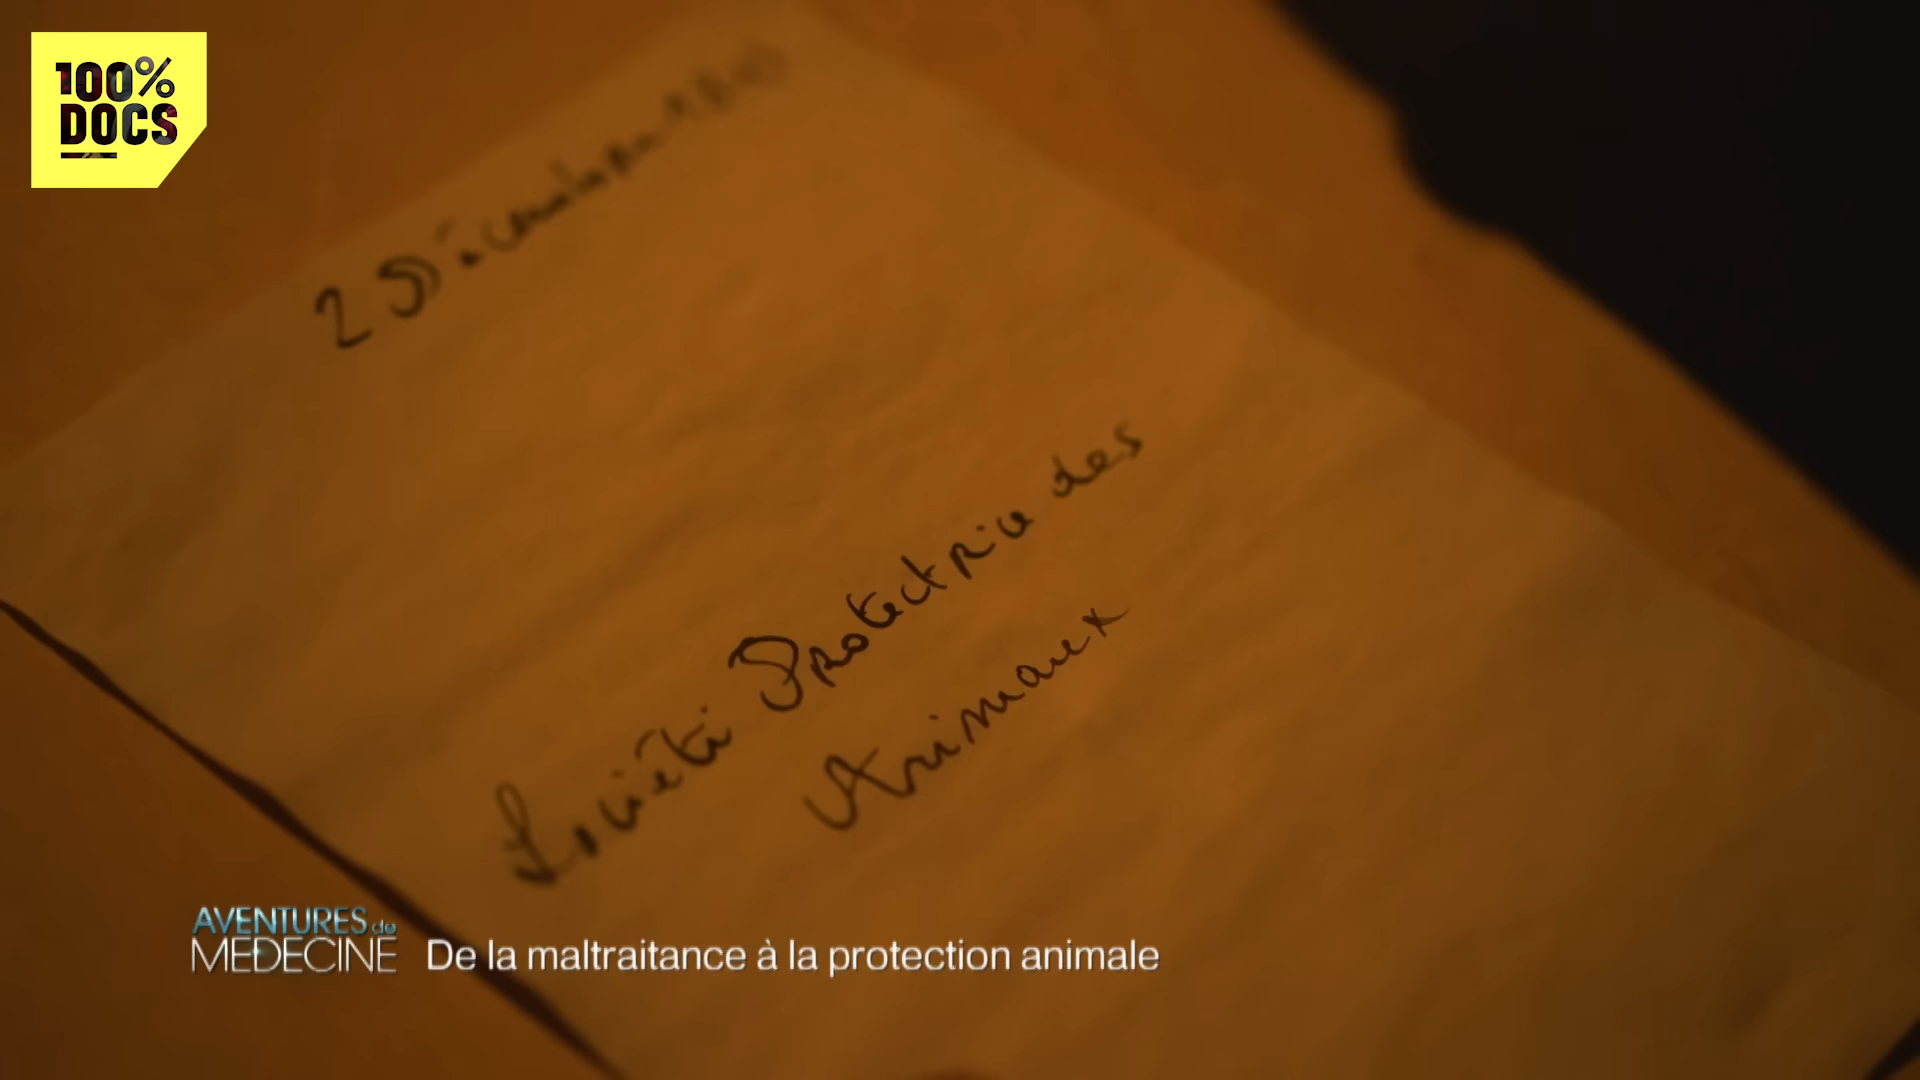 100%
DOCS
2 Décembre
Société Protectrice des
Animaux
AVENTURES de
MEDECINE
De la maltraitance à la protection animale